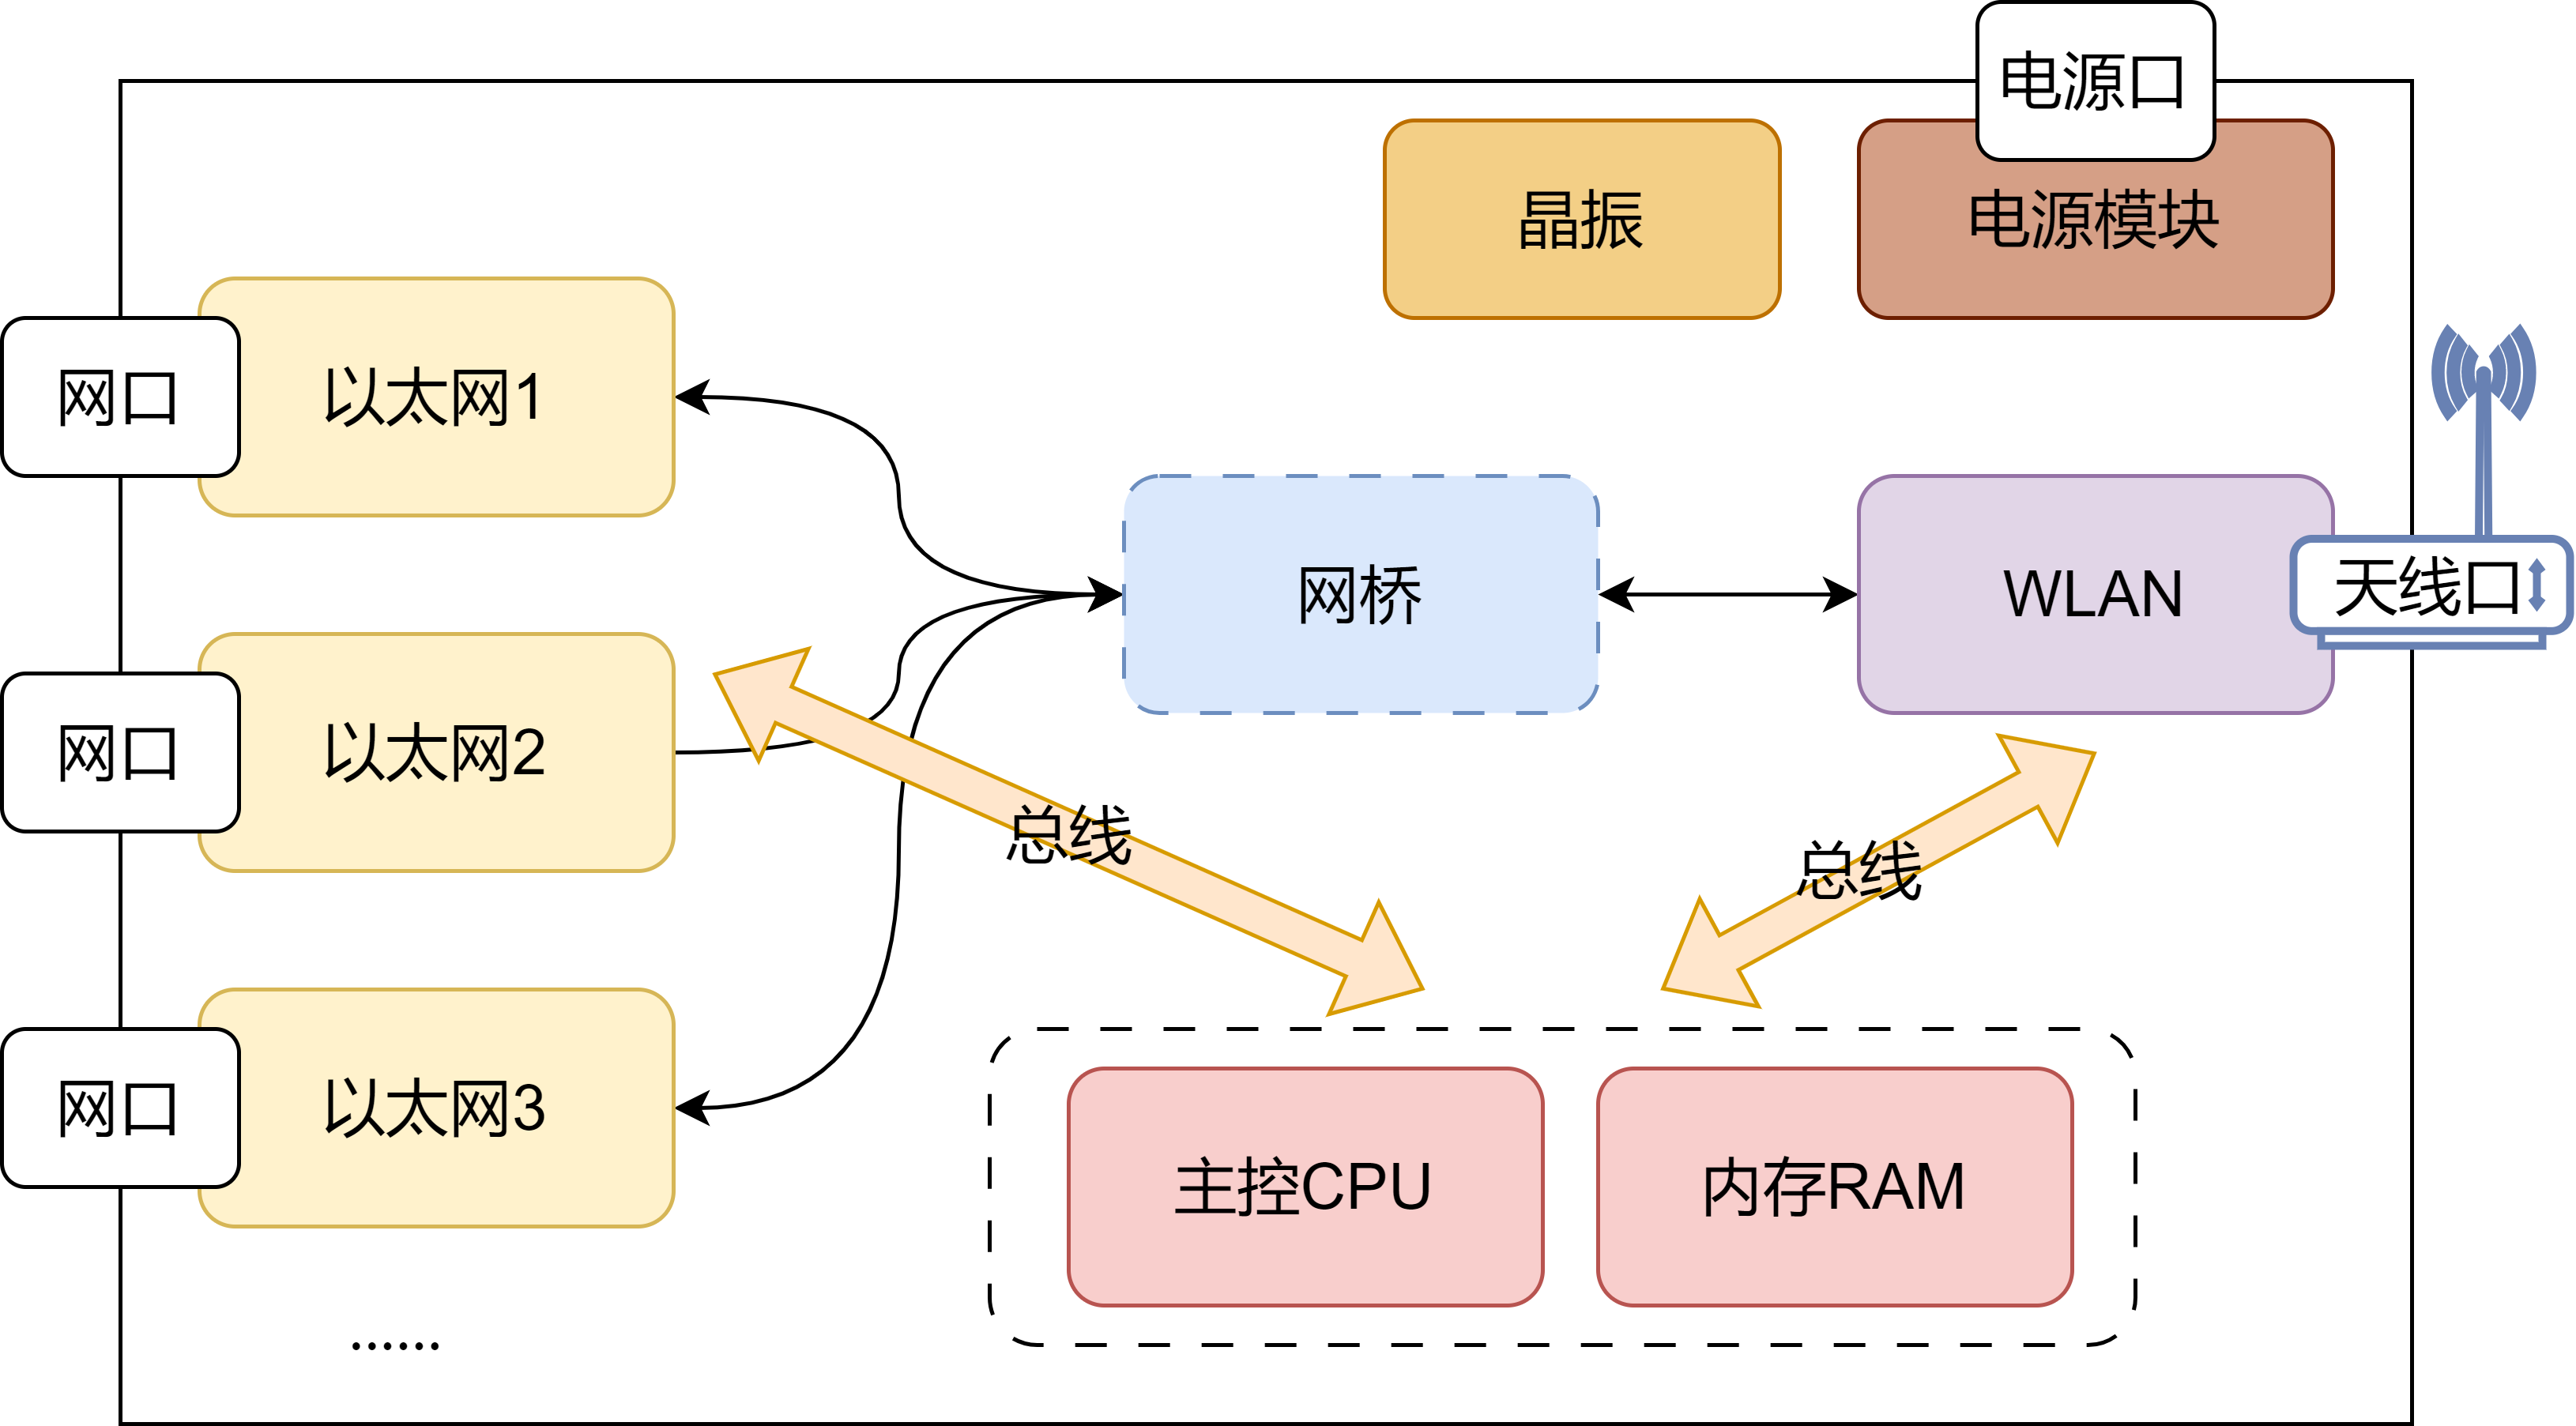 电源口
晶振
电源模块
网口
以太网1
网桥
WLAN
天线口
网口
以太网2
总线
总线
网口
以太网3
主控CPU
内存RAM
......